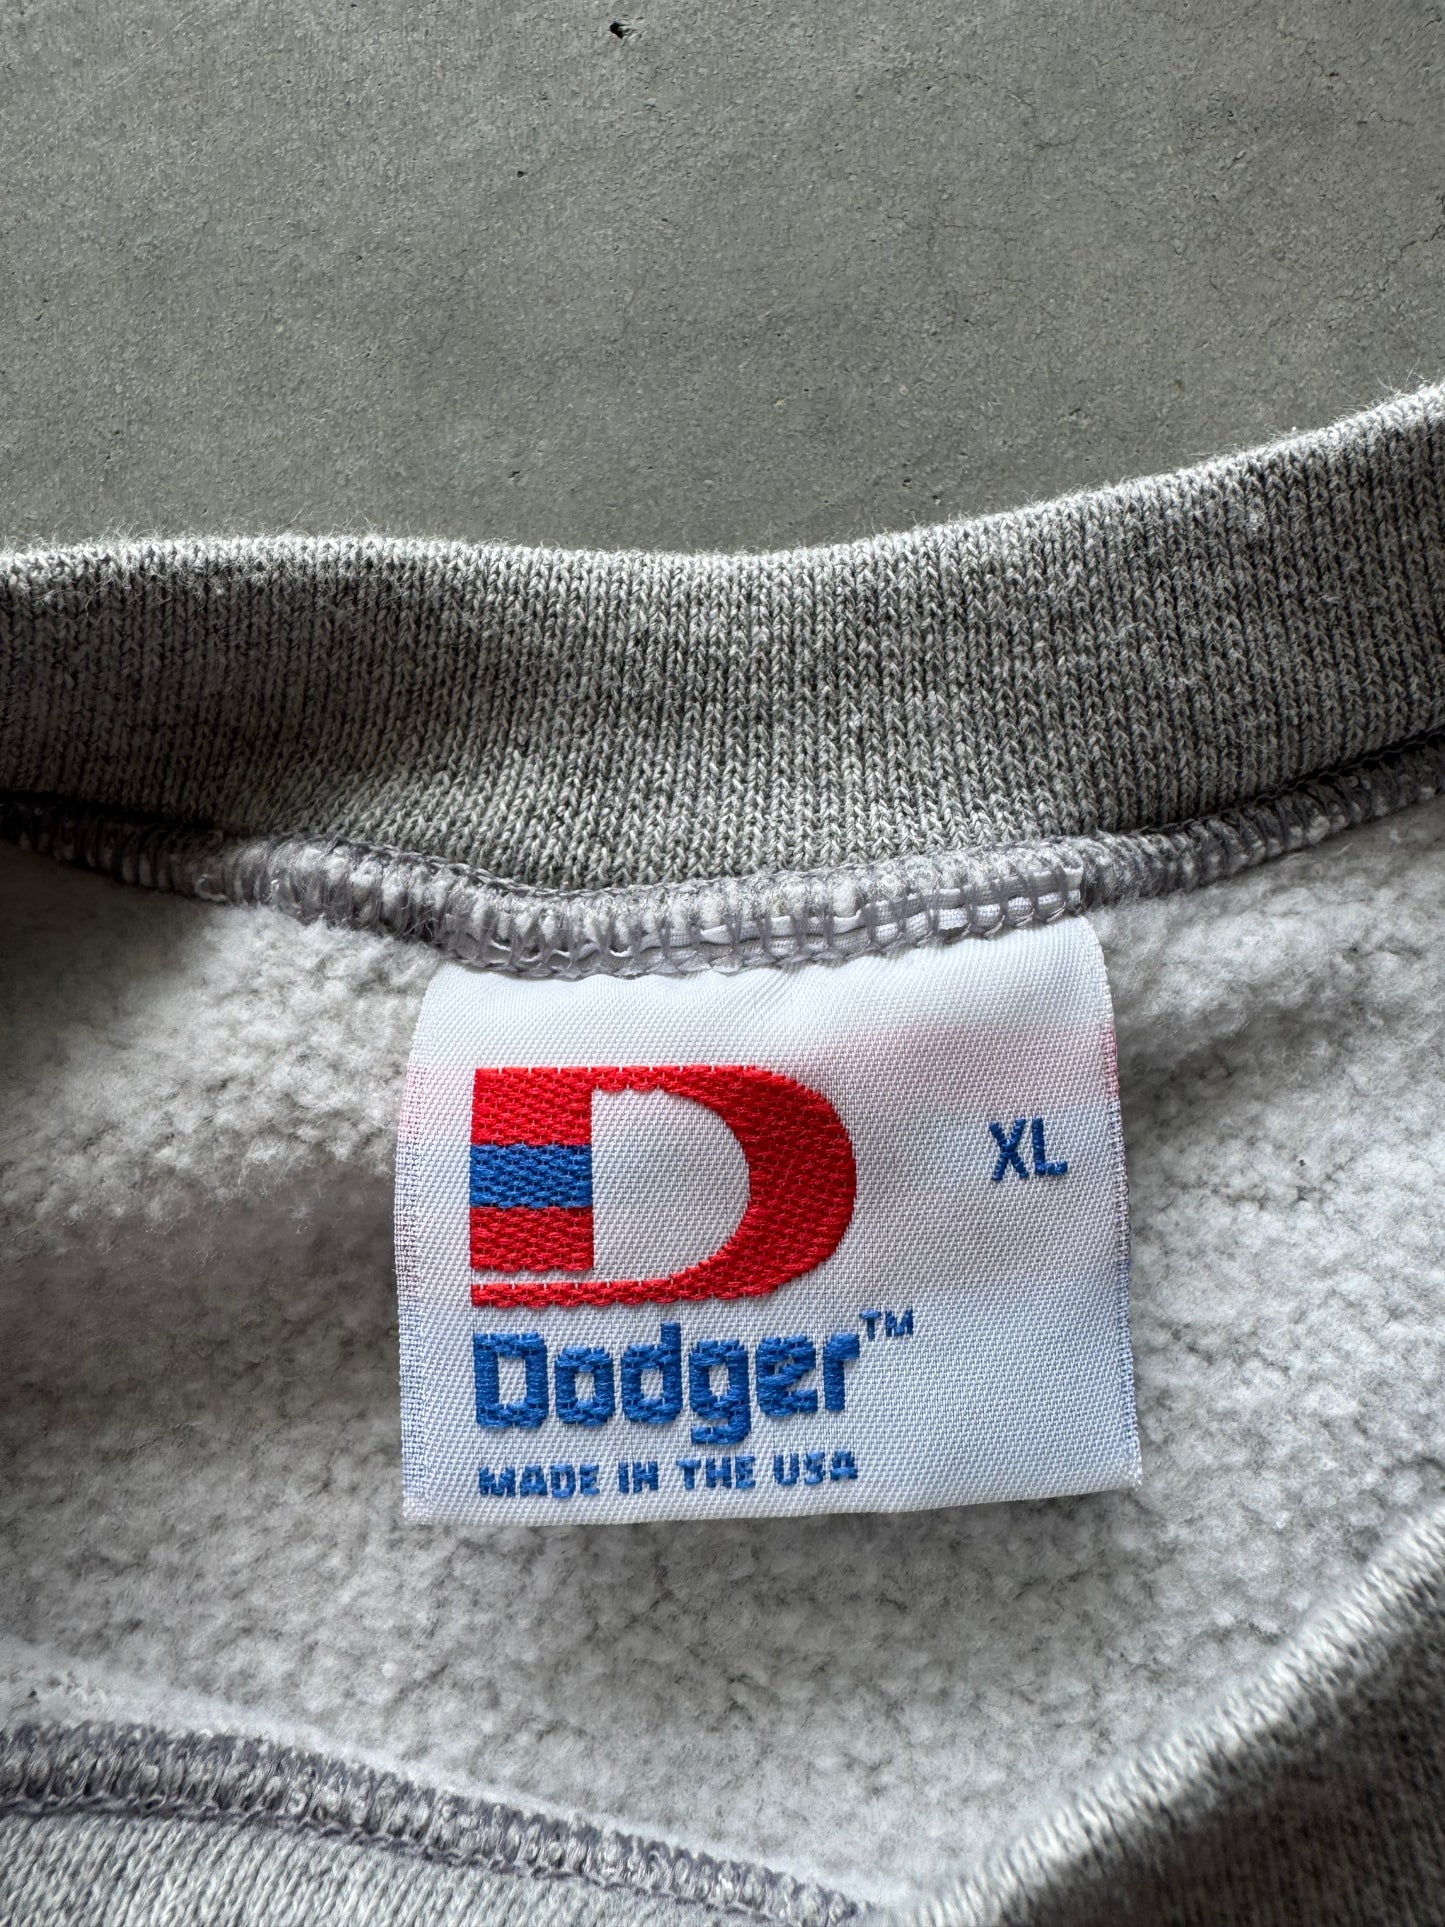 D
XL
Dodger™
MADE IN THE USA